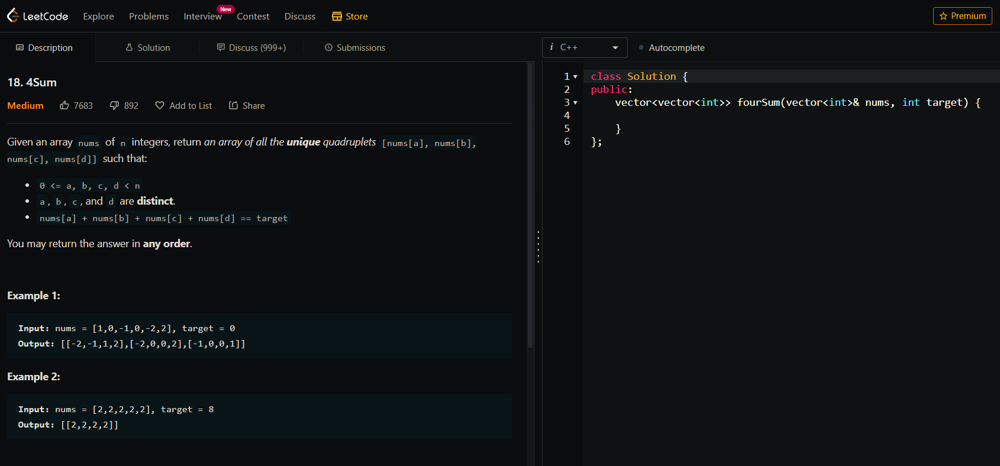 LeetCode Explore Problems Interview New Contest Discuss Store Premium
Description Solution Discuss (999+) Submissions
18. 4Sum
Medium 7683 892 Add to List Share
Given an array nums of n integers, return an array of all the unique quadruplets [nums[a], nums[b],
nums[c], nums[d]] such that:
0 <= a, b, c, d < n
a, b, c, and d are distinct.
nums[a] + nums[b] + nums[c] + nums[d] == target
You may return the answer in any order.
Example 1:
Input: nums = [1,0,-1,0,-2,2], target = 0
Output: [[-2,-1,1,2],[-2,0,0,2],[-1,0,0,1]]
Example 2:
Input: nums = [2,2,2,2,2], target = 8
Output: [[2,2,2,2]]
i C++ Autocomplete
1 class Solution {
2 public:
3 vector<vector<int>> fourSum(vector<int>& nums, int target) {
4
5 }
6 };